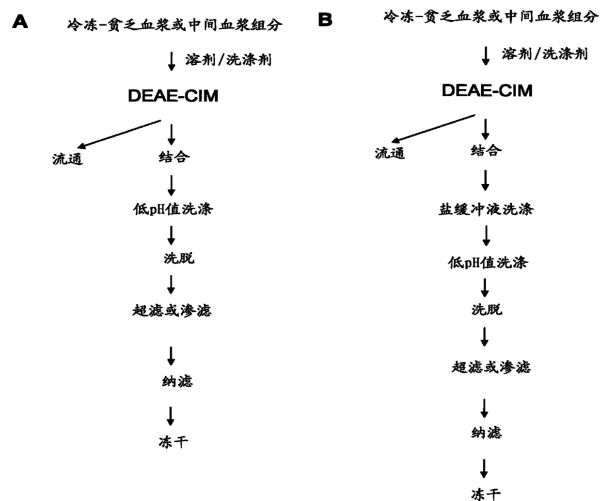 A
冷冻-贫乏血浆或中间血浆组分
溶剂/洗涤剂
DEAE-CIM
流通
结合
低pH值洗涤
洗脱
超滤或渗滤
纳滤
冻干
B
冷冻-贫乏血浆或中间血浆组分
溶剂/洗涤剂
DEAE-CIM
流通
结合
盐缓冲液洗涤
低pH值洗涤
洗脱
超滤或渗滤
纳滤
冻干